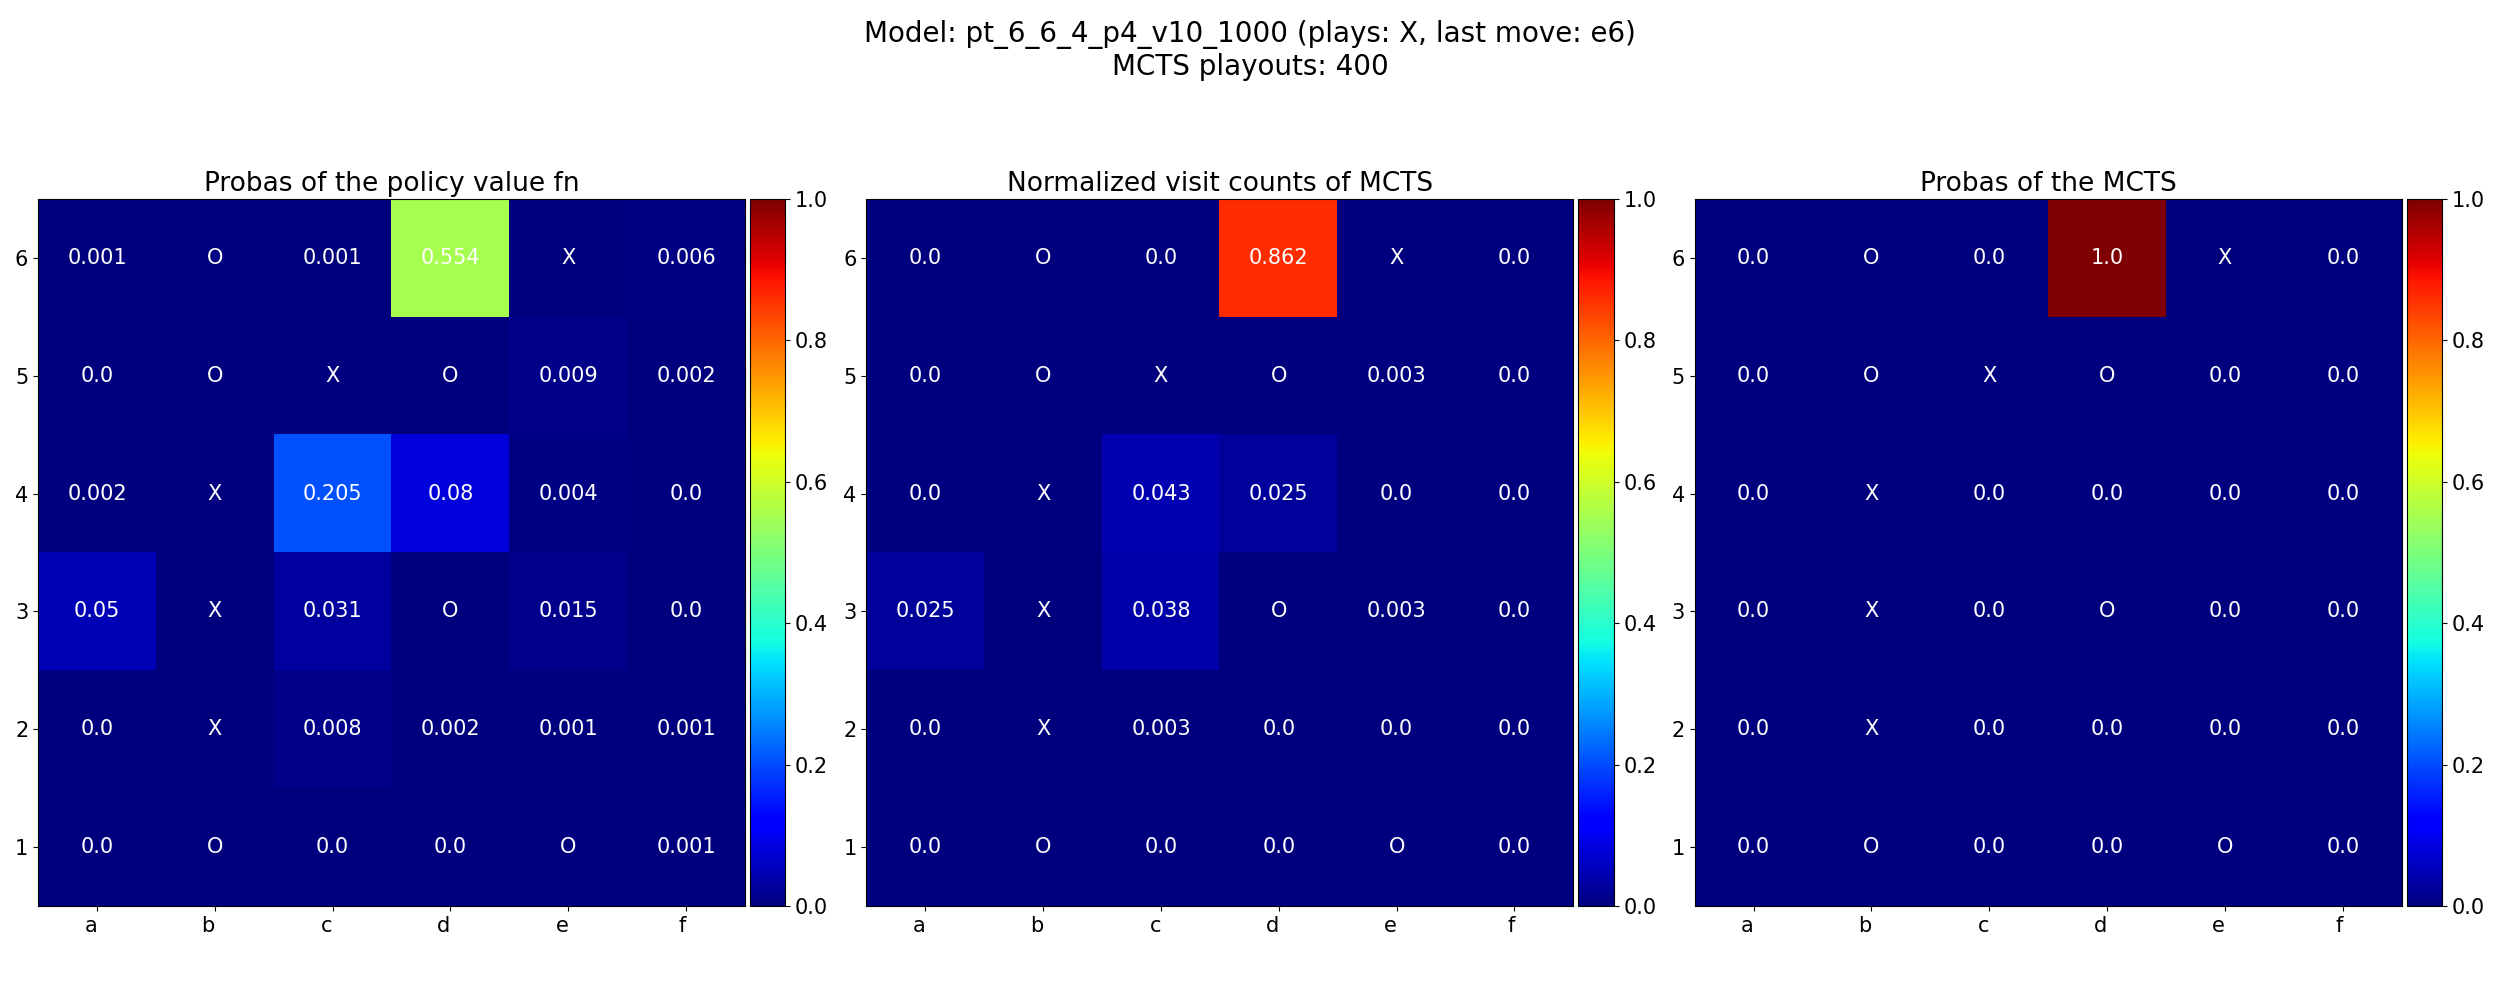 Model: pt_6_6_4_p4_v10_1000 (plays: X, last move: e6)
MCTS playouts: 400
Probas of the policy value fn
6 0.001 O 0.001 0.554 X 0.006
5 0.0 O X O 0.009 0.002
4 0.002 X 0.205 0.08 0.004 0.0
3 0.05 X 0.031 O 0.015 0.0
2 0.0 X 0.008 0.002 0.001 0.001
1 0.0 O 0.0 0.0 O 0.001
a b c d e f
1.0
0.8
0.6
0.4
0.2
0.0
Normalized visit counts of MCTS
6 0.0 O 0.0 0.862 X 0.0
5 0.0 O X O 0.003 0.0
4 0.0 X 0.043 0.025 0.0 0.0
3 0.025 X 0.038 O 0.003 0.0
2 0.0 X 0.003 0.0 0.0 0.0
1 0.0 O 0.0 0.0 O 0.0
a b c d e f
1.0
0.8
0.6
0.4
0.2
0.0
Probas of the MCTS
6 0.0 O 0.0 1.0 X 0.0
5 0.0 O X O 0.0 0.0
4 0.0 X 0.0 0.0 0.0 0.0
3 0.0 X 0.0 O 0.0 0.0
2 0.0 X 0.0 0.0 0.0 0.0
1 0.0 O 0.0 0.0 O 0.0
a b c d e f
1.0
0.8
0.6
0.4
0.2
0.0